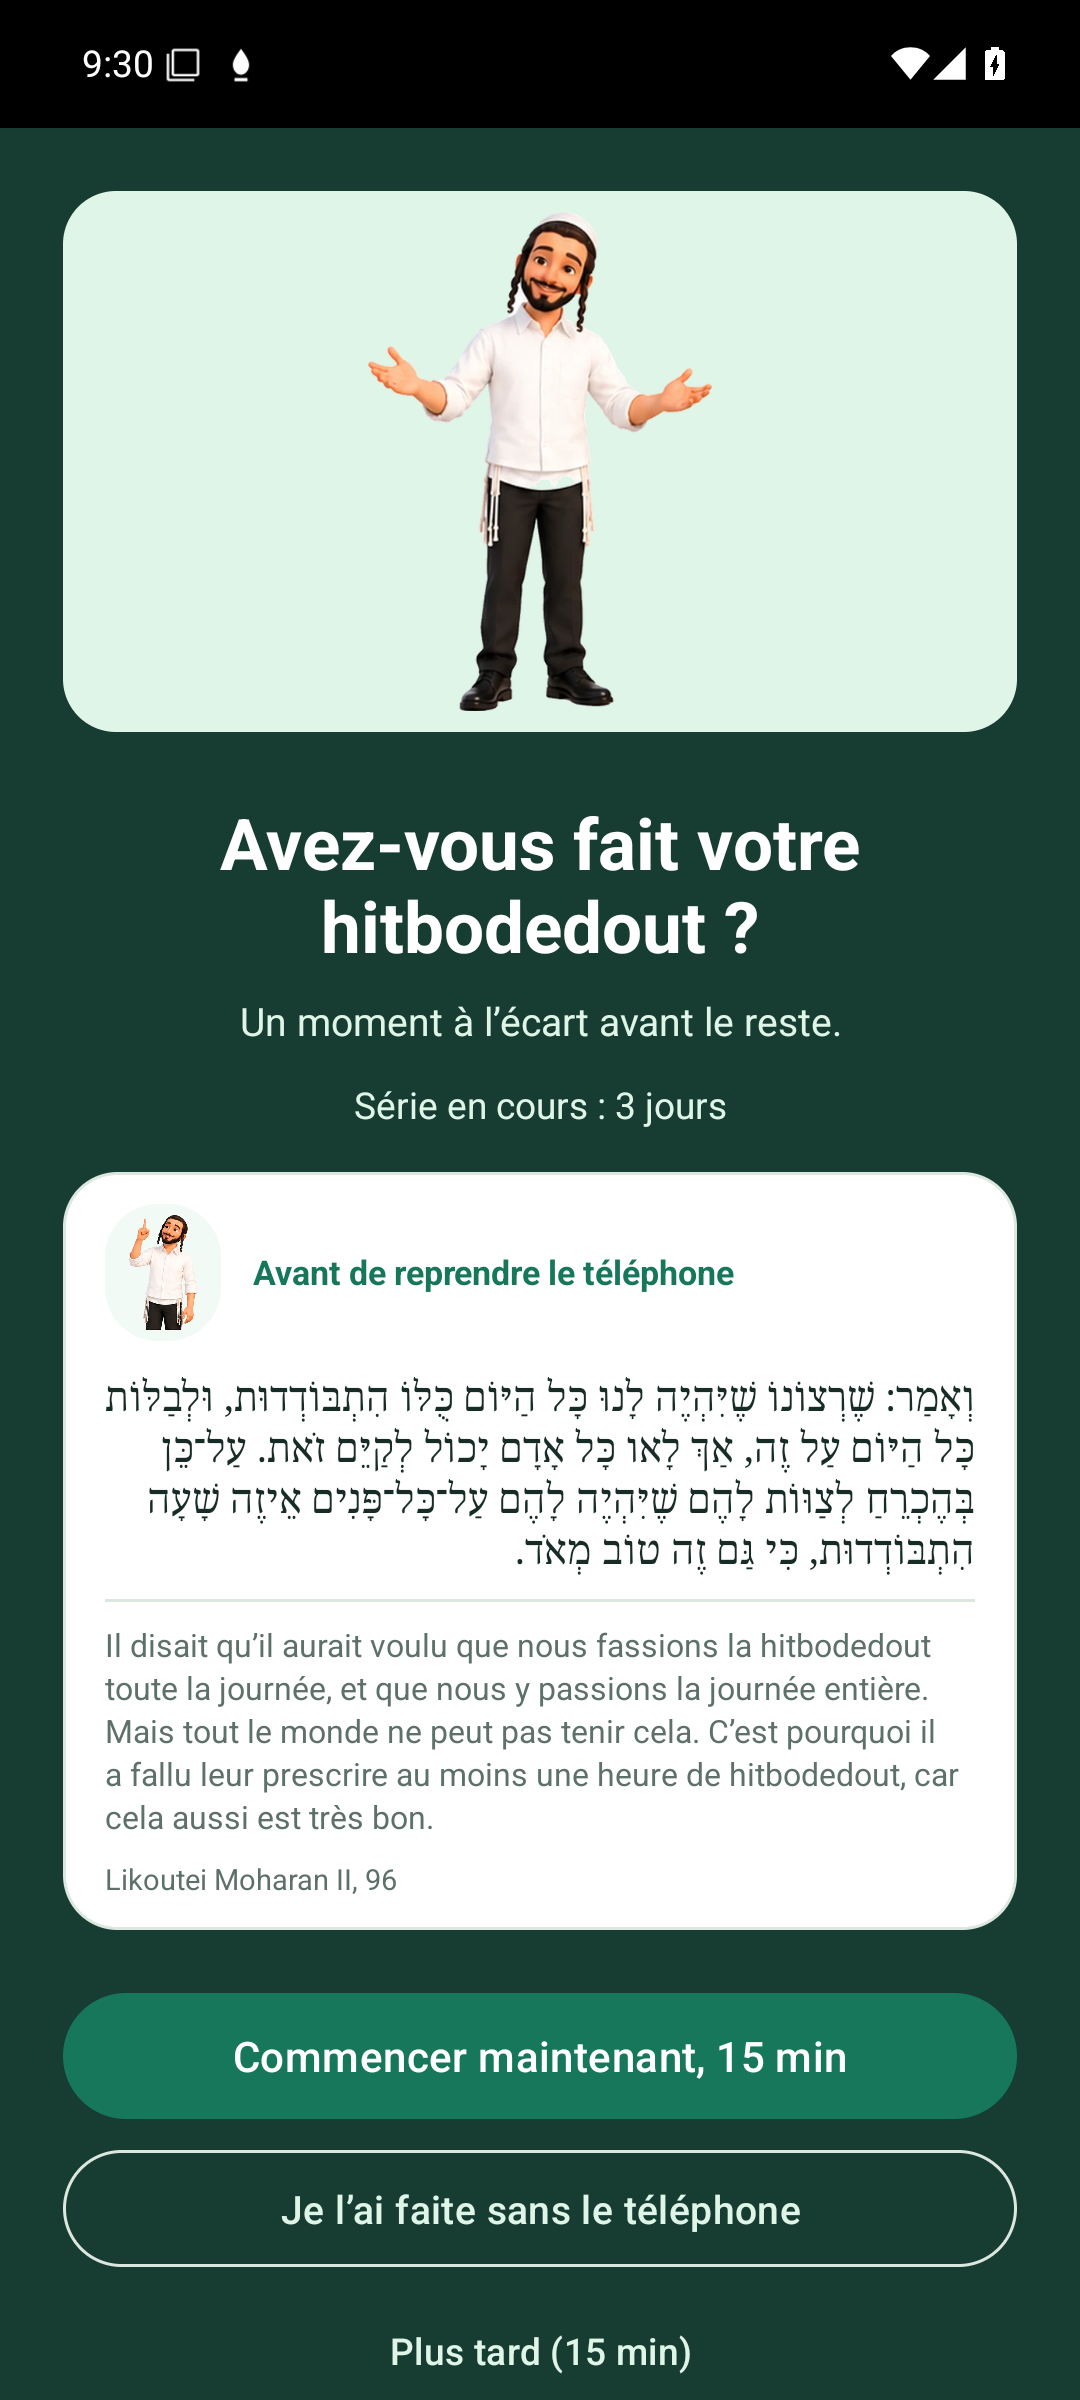 9:30
Avez-vous fait votre
hitbodedout ?
Un moment à l’écart avant le reste.
Série en cours : 3 jours
Avant de reprendre le téléphone
וְאָמַר: שֶׁרְצוֹנוֹ שֶׁיִּהְיֶה לָנוּ כָּל הַיּוֹם כֻּלּוֹ הִתְבּוֹדְדוּת, וּלְבַלּוֹת
כָּל הַיּוֹם עַל זֶה, אַךְ לָאו כָּל אָדָם יָכוֹל לְקַיֵּם זֹאת. עַל־כֵּן
בְּהֶכְרֵחַ לְצַוּוֹת לָהֶם שֶׁיִּהְיֶה לָהֶם עַל־כָּל־פָּנִים אֵיזֶה שָׁעָה
הִתְבּוֹדְדוּת, כִּי גַּם זֶה טוֹב מְאֹד.
Il disait qu’il aurait voulu que nous fassions la hitbodedout
toute la journée, et que nous y passions la journée entière.
Mais tout le monde ne peut pas tenir cela. C’est pourquoi il
a fallu leur prescrire au moins une heure de hitbodedout, car
cela aussi est très bon.
Likoutei Moharan II, 96
Commencer maintenant, 15 min
Je l’ai faite sans le téléphone
Plus tard (15 min)